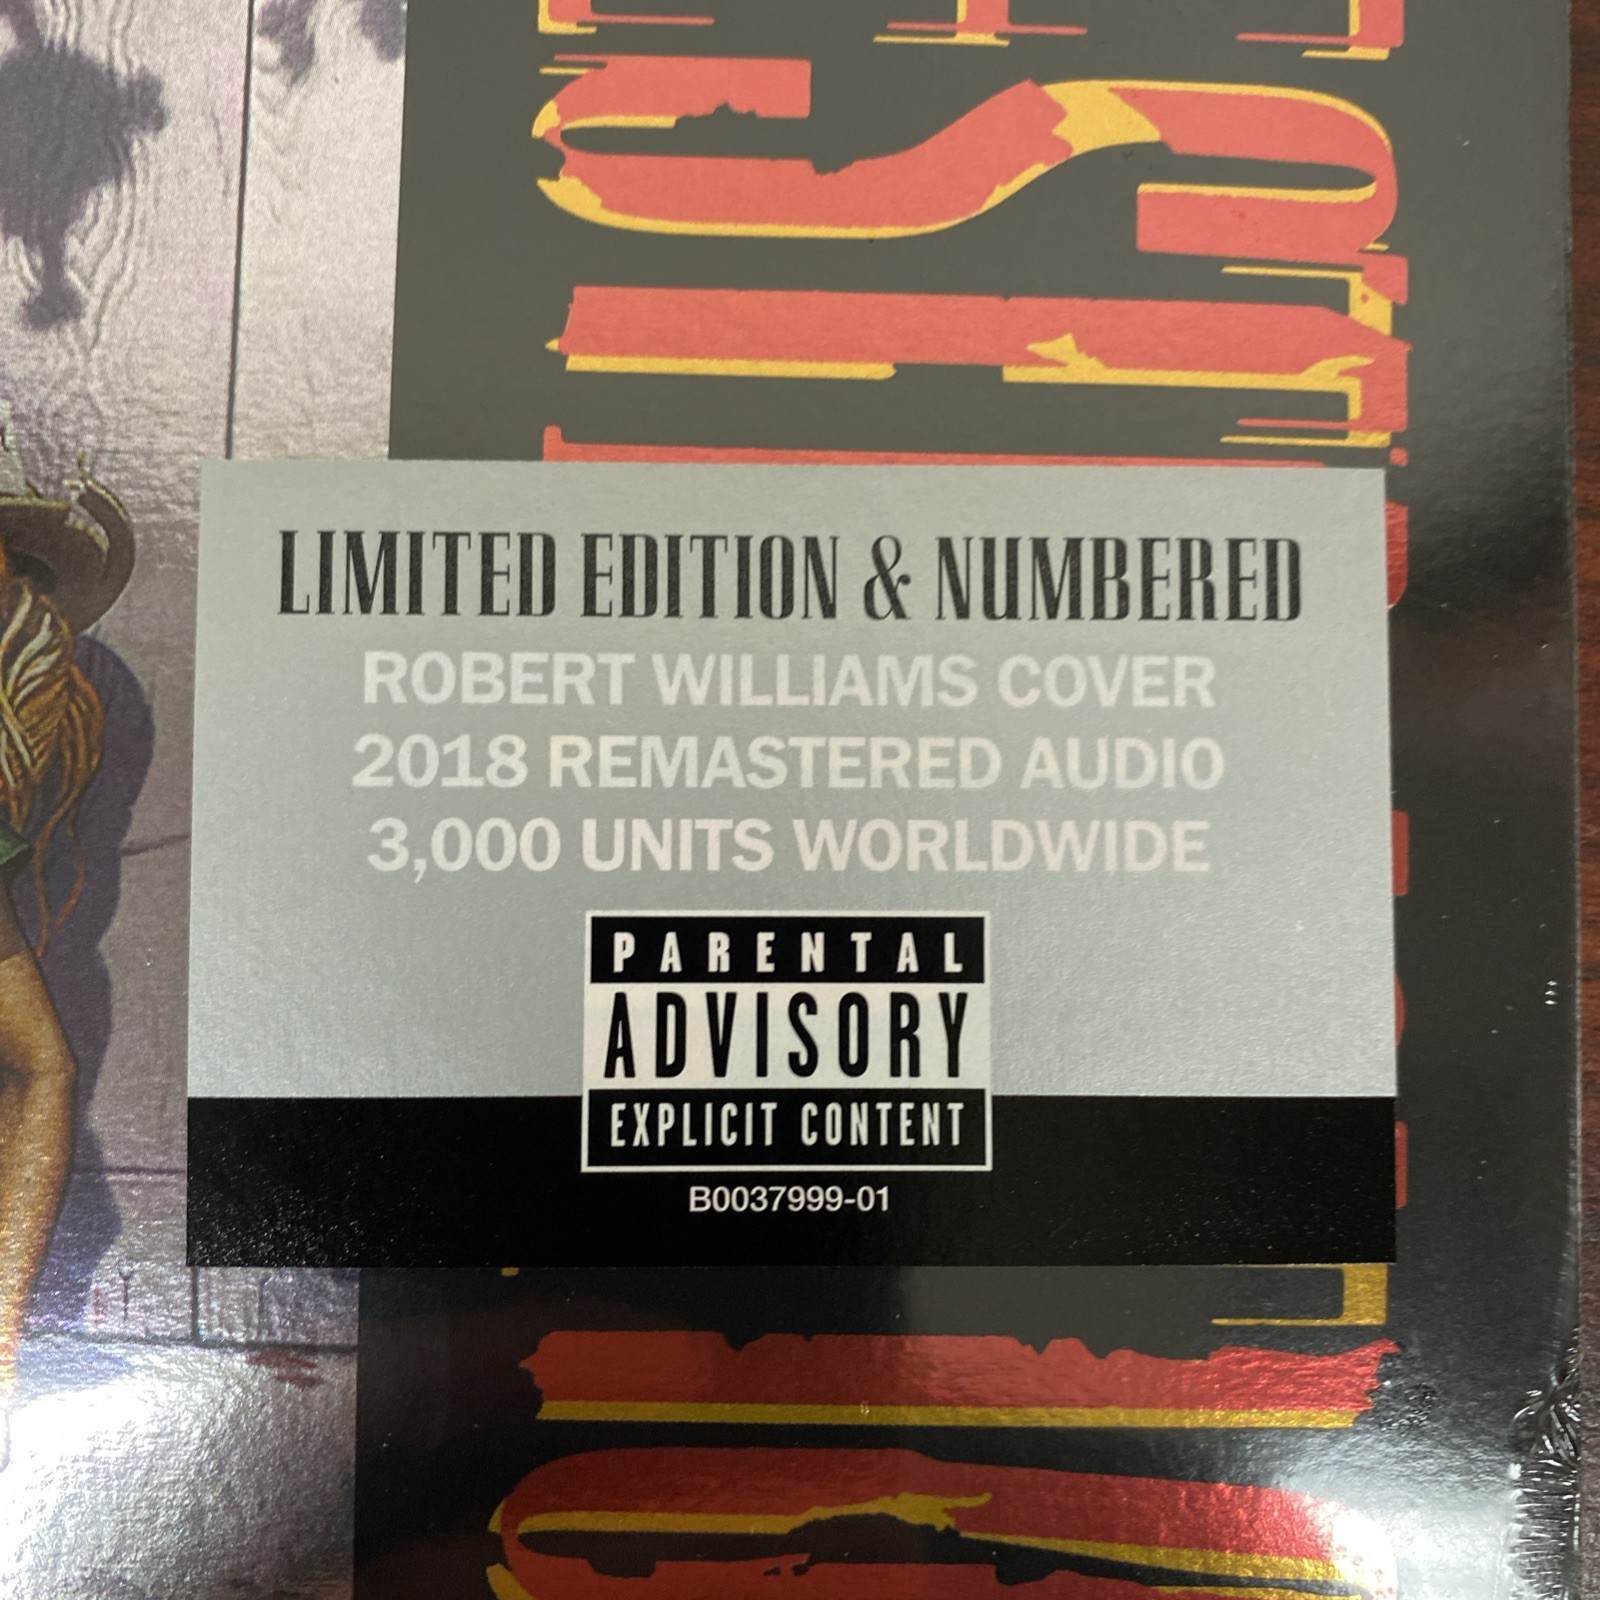 LIMITED EDITION & NUMBERED
ROBERT WILLIAMS COVER
2018 REMASTERED AUDIO
3,000 UNITS WORLDWIDE
PARENTAL
ADVISORY
EXPLICIT CONTENT
B0037999-01